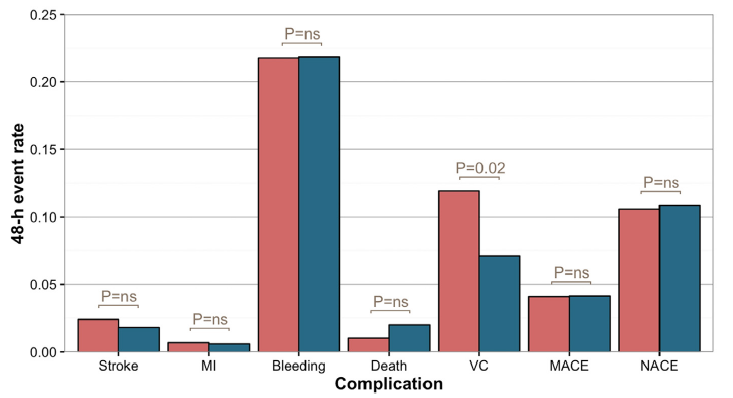 0.25
0.20
0.15
0.10
0.05
0.00
48-h event rate
P=ns
P=ns
P=ns
P=ns
P=0.02
P=ns
P=ns
Stroke MI Bleeding Death VC MACE NACE
Complication